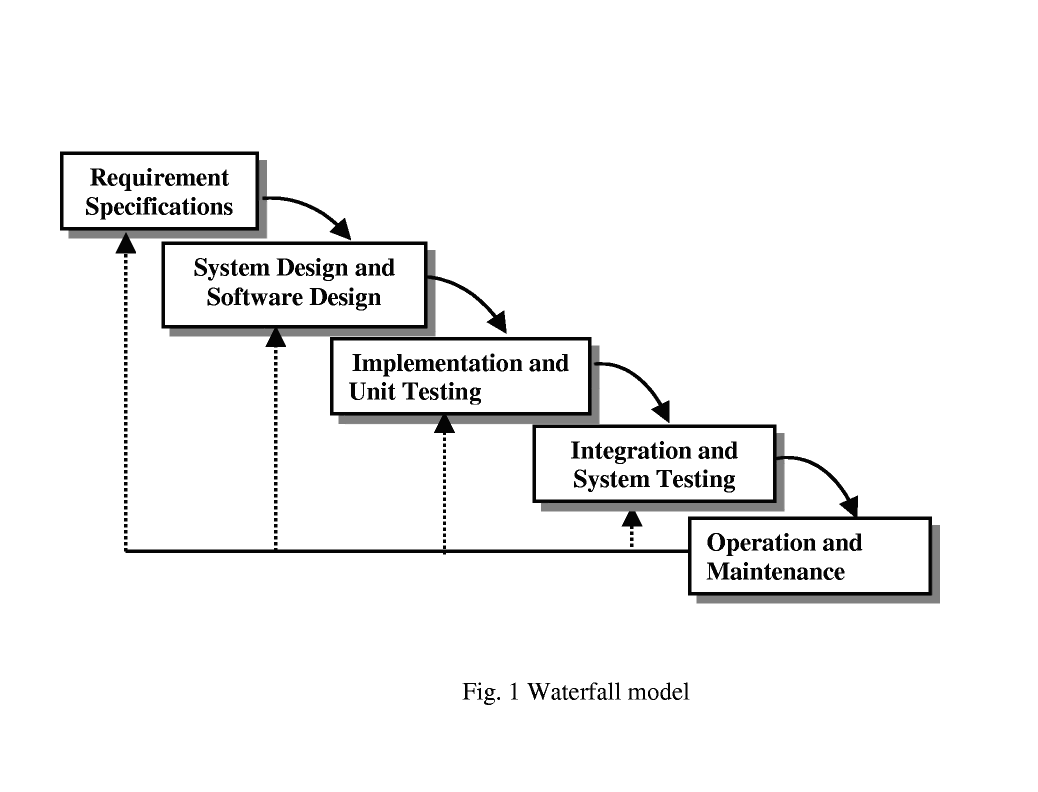 Requirement
Specifications
System Design and
Software Design
Implementation and
Unit Testing
Integration and
System Testing
Operation and
Maintenance
Fig. 1 Waterfall model